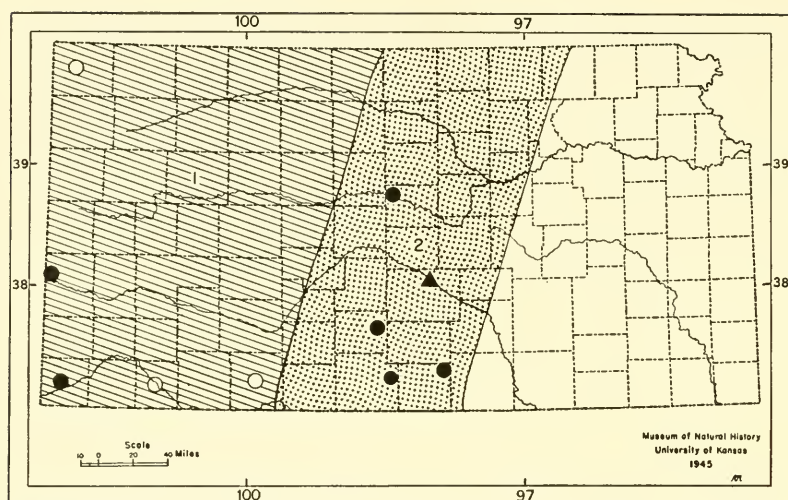 100 97
39 39
1
2
38 38
Scale
10 0 20 40 Miles
Museum of Natural History
University of Kansas
1945
100 97